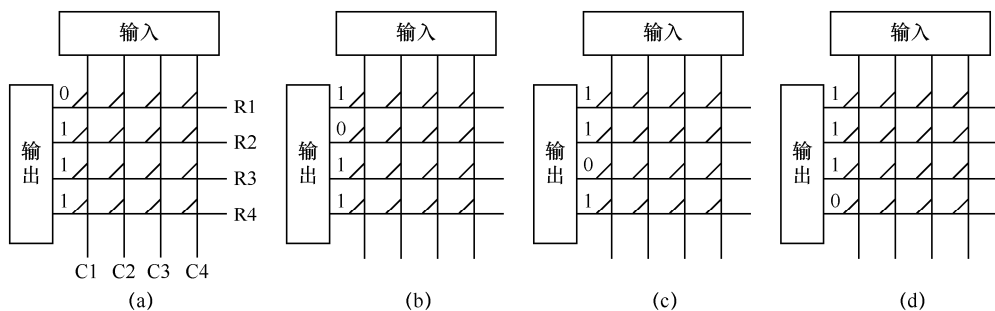 输入 输入 输入 输入
0 R1 1 1 1
1 R2 0 1 1
输出 输出 输出 输出
1 R3 1 0 1
1 R4 1 1 0
C1 C2 C3 C4
(a) (b) (c) (d)